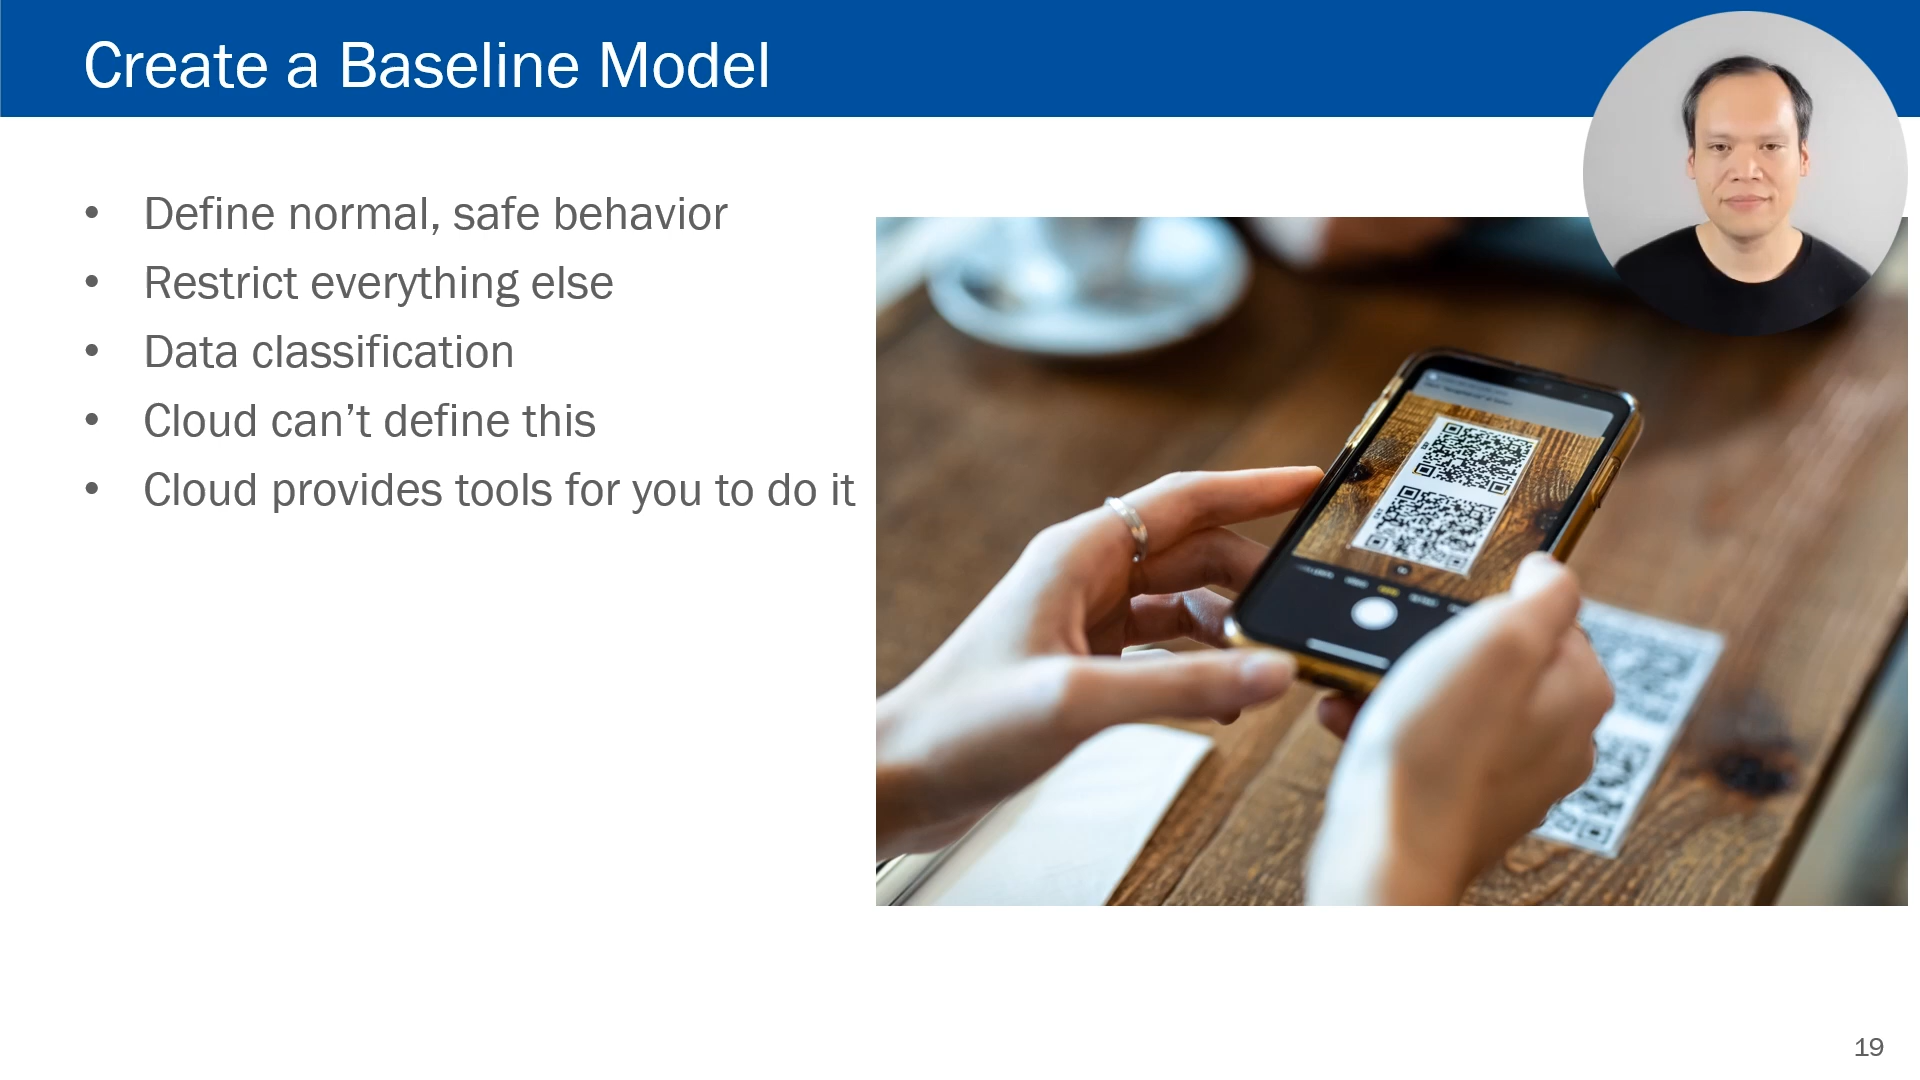 Create a Baseline Model
• Define normal, safe behavior
• Restrict everything else
• Data classification
• Cloud can’t define this
• Cloud provides tools for you to do it
19